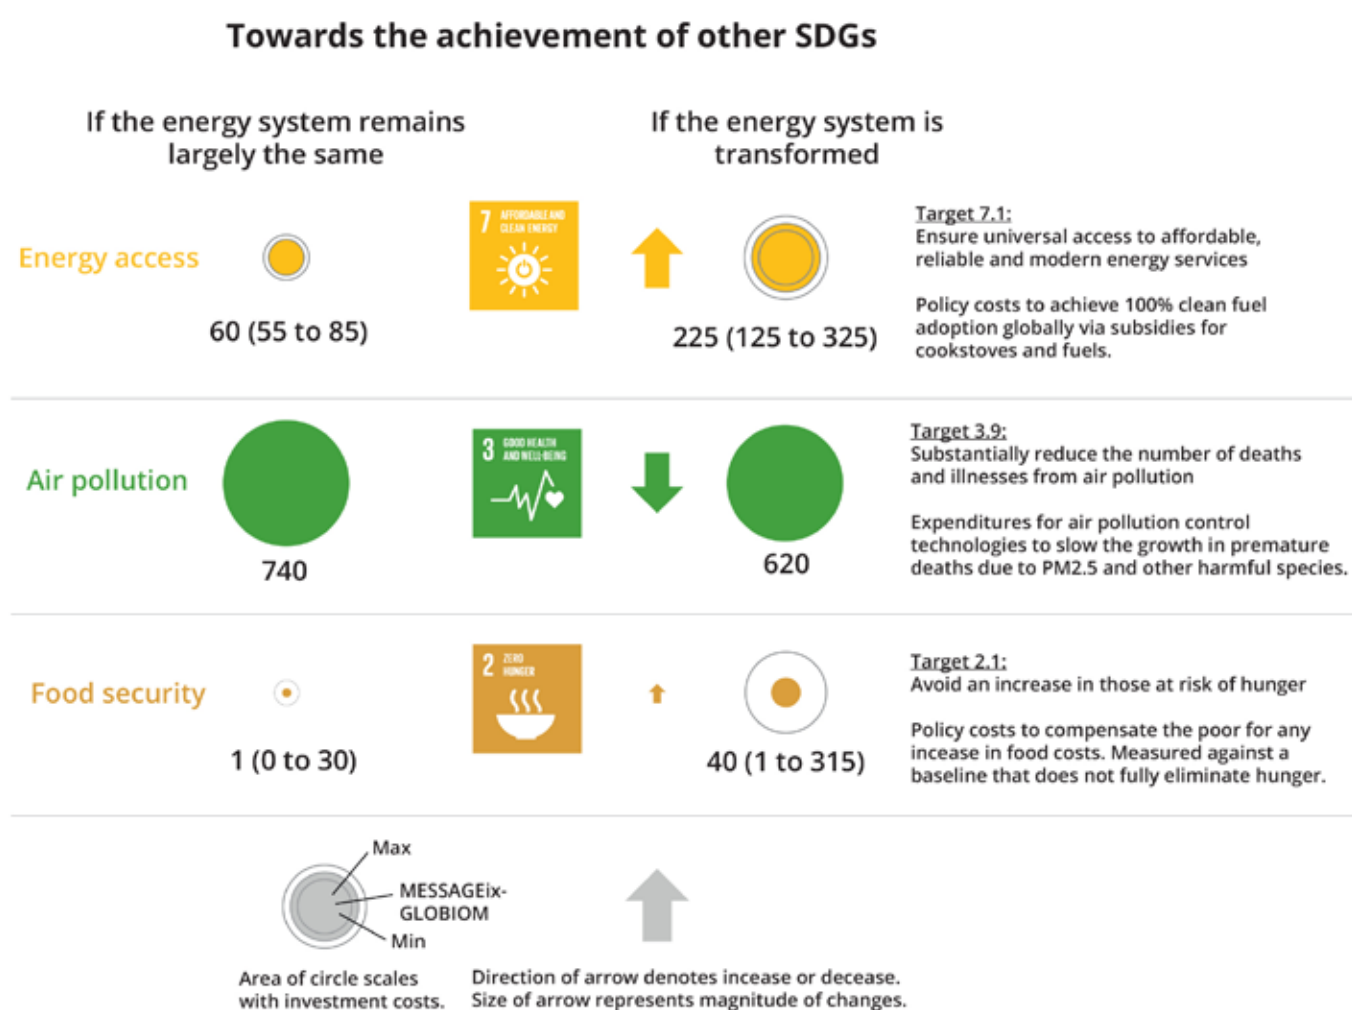 Towards the achievement of other SDGs
If the energy system remains
largely the same
If the energy system is
transformed
Energy access
60 (55 to 85)
7 AFFORDABLE AND
CLEAN ENERGY
225 (125 to 325)
Target 7.1:
Ensure universal access to affordable,
reliable and modern energy services
Policy costs to achieve 100% clean fuel
adoption globally via subsidies for
cookstoves and fuels.
Air pollution
740
3 GOOD HEALTH
AND WELL-BEING
620
Target 3.9:
Substantially reduce the number of deaths
and illnesses from air pollution
Expenditures for air pollution control
technologies to slow the growth in premature
deaths due to PM2.5 and other harmful species.
Food security
1 (0 to 30)
2 ZERO
HUNGER
40 (1 to 315)
Target 2.1:
Avoid an increase in those at risk of hunger
Policy costs to compensate the poor for any
increase in food costs. Measured against a
baseline that does not fully eliminate hunger.
Max
MESSAGEix-
GLOBIOM
Min
Area of circle scales
with investment costs.
Direction of arrow denotes incease or decease.
Size of arrow represents magnitude of changes.